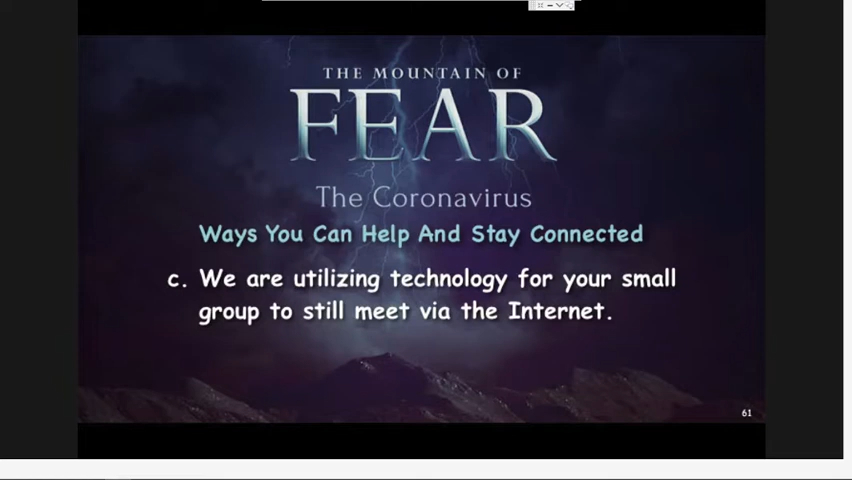 THE MOUNTAIN OF
FEAR
The Coronavirus
Ways You Can Help And Stay Connected
c. We are utilizing technology for your small
group to still meet via the Internet.
61